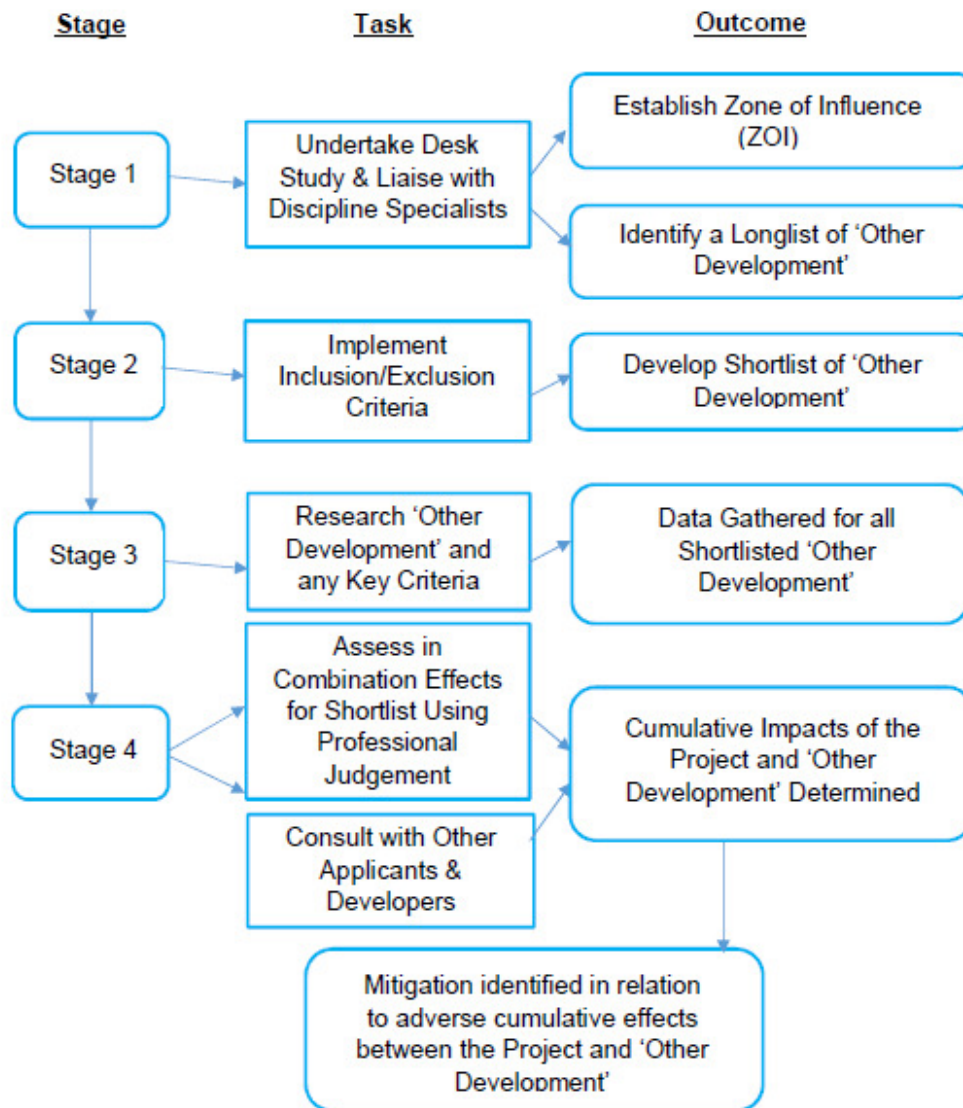 Stage
Task
Outcome
Stage 1
Undertake Desk
Study & Liaise with
Discipline Specialists
Establish Zone of Influence
(ZOI)
Identify a Longlist of ‘Other
Development’
Stage 2
Implement
Inclusion/Exclusion
Criteria
Develop Shortlist of ‘Other
Development’
Stage 3
Research ‘Other
Development’ and
any Key Criteria
Data Gathered for all
Shortlisted ‘Other
Development’
Stage 4
Assess in
Combination Effects
for Shortlist Using
Professional
Judgement
Consult with Other
Applicants &
Developers
Cumulative Impacts of the
Project and ‘Other
Development’ Determined
Mitigation identified in relation
to adverse cumulative effects
between the Project and ‘Other
Development’